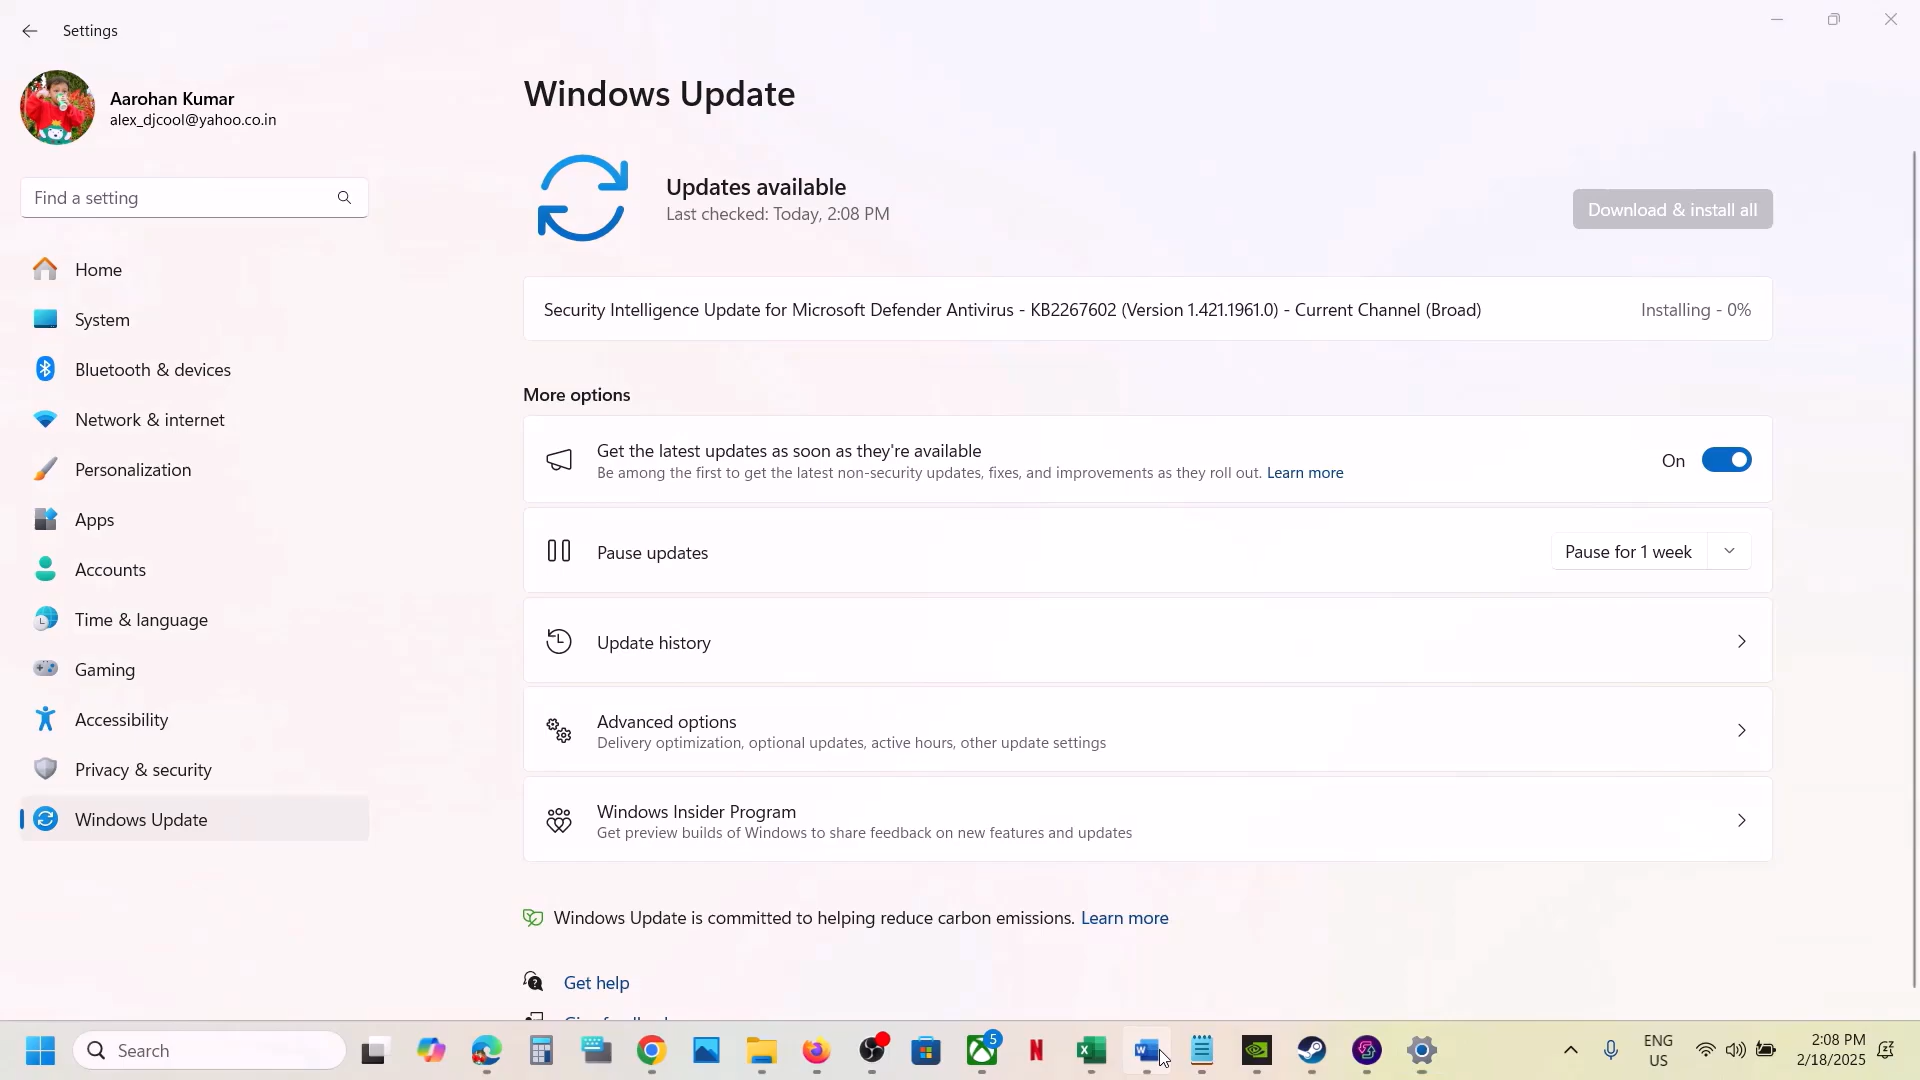 Settings
Aarohan Kumar
alex_djcool@yahoo.co.in
Find a setting
Home
System
Bluetooth & devices
Network & internet
Personalization
Apps
Accounts
Time & language
Gaming
Accessibility
Privacy & security
Windows Update
Windows Update
Updates available
Last checked: Today, 2:08 PM
Download & install all
Security Intelligence Update for Microsoft Defender Antivirus - KB2267602 (Version 1.421.1961.0) - Current Channel (Broad)
Installing - 0%
More options
Get the latest updates as soon as they're available
Be among the first to get the latest non-security updates, fixes, and improvements as they roll out. Learn more
On
Pause updates
Pause for 1 week
Update history
Advanced options
Delivery optimization, optional updates, active hours, other update settings
Windows Insider Program
Get preview builds of Windows to share feedback on new features and updates
Windows Update is committed to helping reduce carbon emissions. Learn more
Get help
Search
5
ENG
US
2:08 PM
2/18/2025